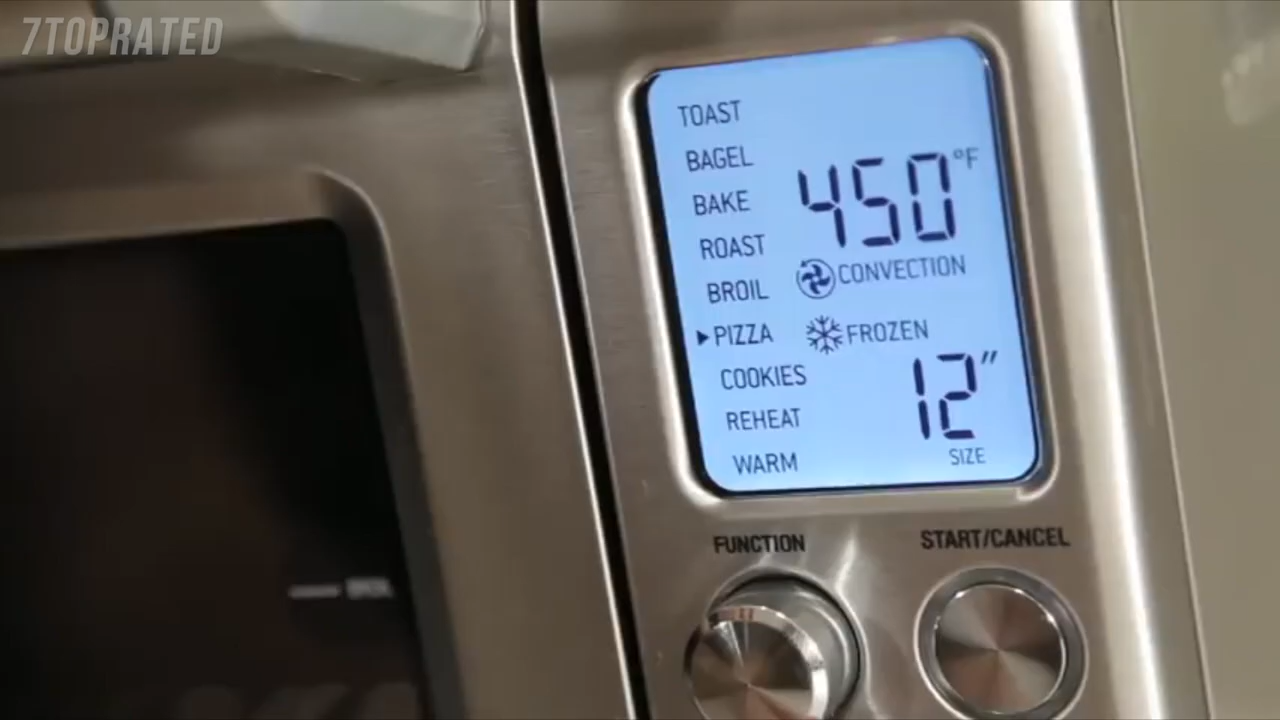 7TOPRATED
TOAST
BAGEL
BAKE
ROAST
BROIL
▸PIZZA
COOKIES
REHEAT
WARM
450°F
CONVECTION
FROZEN
12"
SIZE
FUNCTION
START/CANCEL